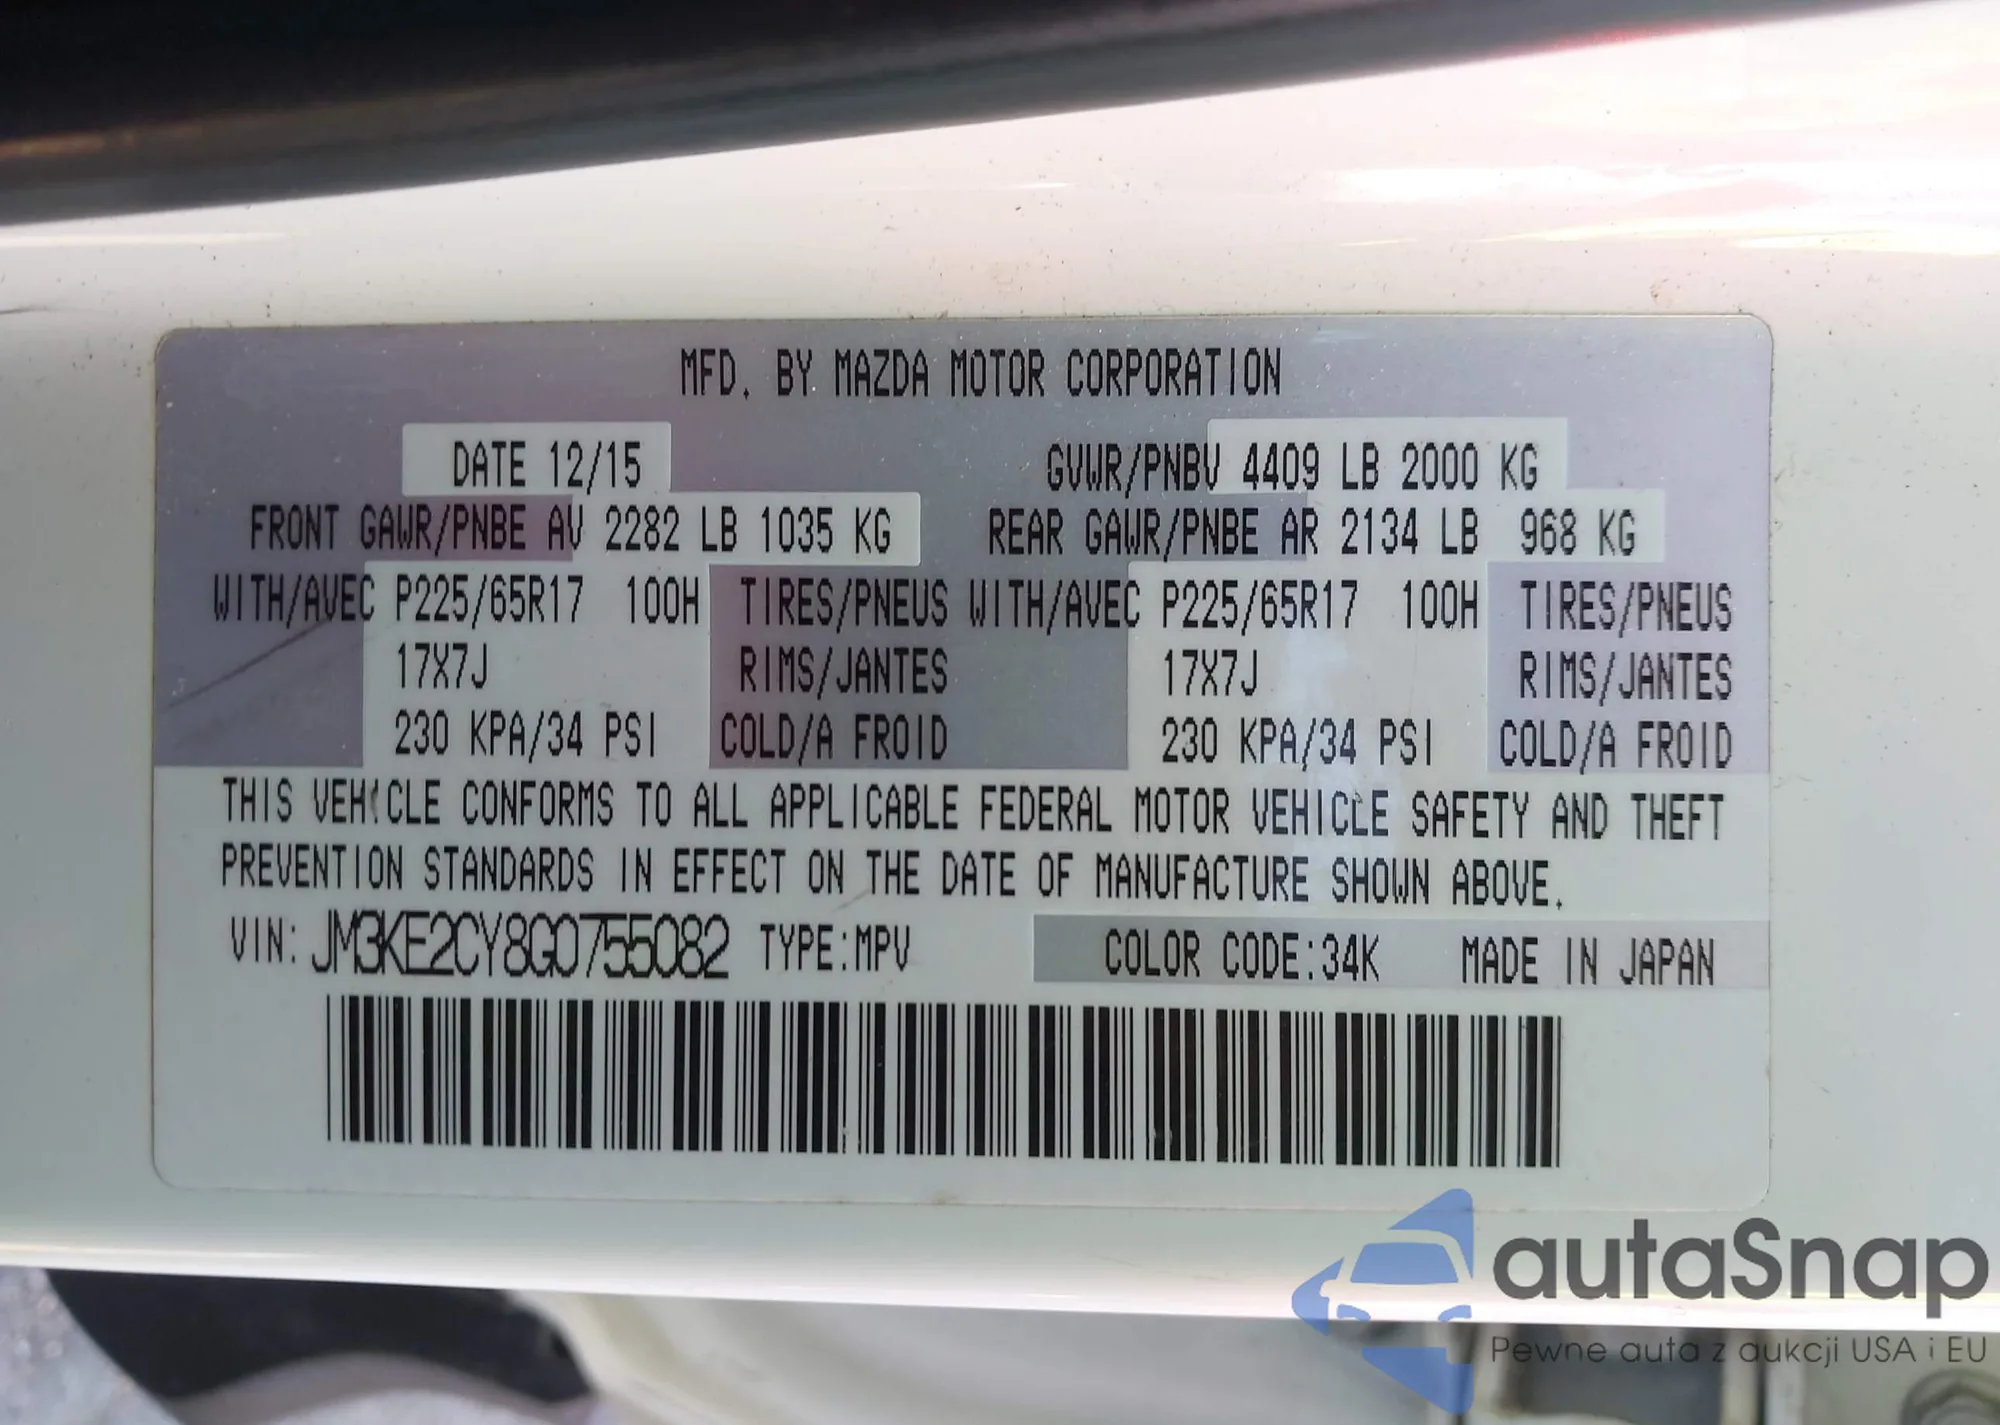 MFD. BY MAZDA MOTOR CORPORATION
DATE 12/15 GVWR/PNBV 4409 LB 2000 KG
FRONT GAWR/PNBE AV 2282 LB 1035 KG REAR GAWR/PNBE AR 2134 LB 968 KG
WITH/AVEC P225/65R17 100H TIRES/PNEUS WITH/AVEC P225/65R17 100H TIRES/PNEUS
17X7J RIMS/JANTES 17X7J RIMS/JANTES
230 KPA/34 PSI COLD/A FROID 230 KPA/34 PSI COLD/A FROID
THIS VEHICLE CONFORMS TO ALL APPLICABLE FEDERAL MOTOR VEHICLE SAFETY AND THEFT
PREVENTION STANDARDS IN EFFECT ON THE DATE OF MANUFACTURE SHOWN ABOVE.
VIN: JM3KE2CY8G0755082 TYPE:MPV COLOR CODE:34K MADE IN JAPAN
autaSnap
Pewne auta z aukcji USA i EU